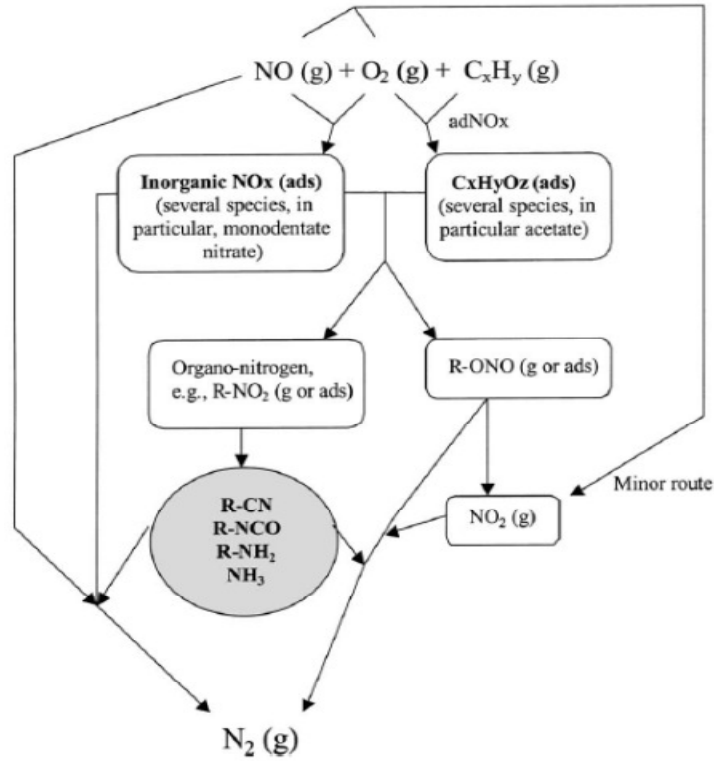 NO (g) + O₂ (g) + CₓHᵧ (g)
adNOx
Inorganic NOx (ads)
(several species, in
particular, monodentate
nitrate)
CxHyOz (ads)
(several species, in
particular acetate)
Organo-nitrogen,
e.g., R-NO₂ (g or ads)
R-ONO (g or ads)
Minor route
R-CN
R-NCO
R-NH₂
NH₃
NO₂ (g)
N₂ (g)